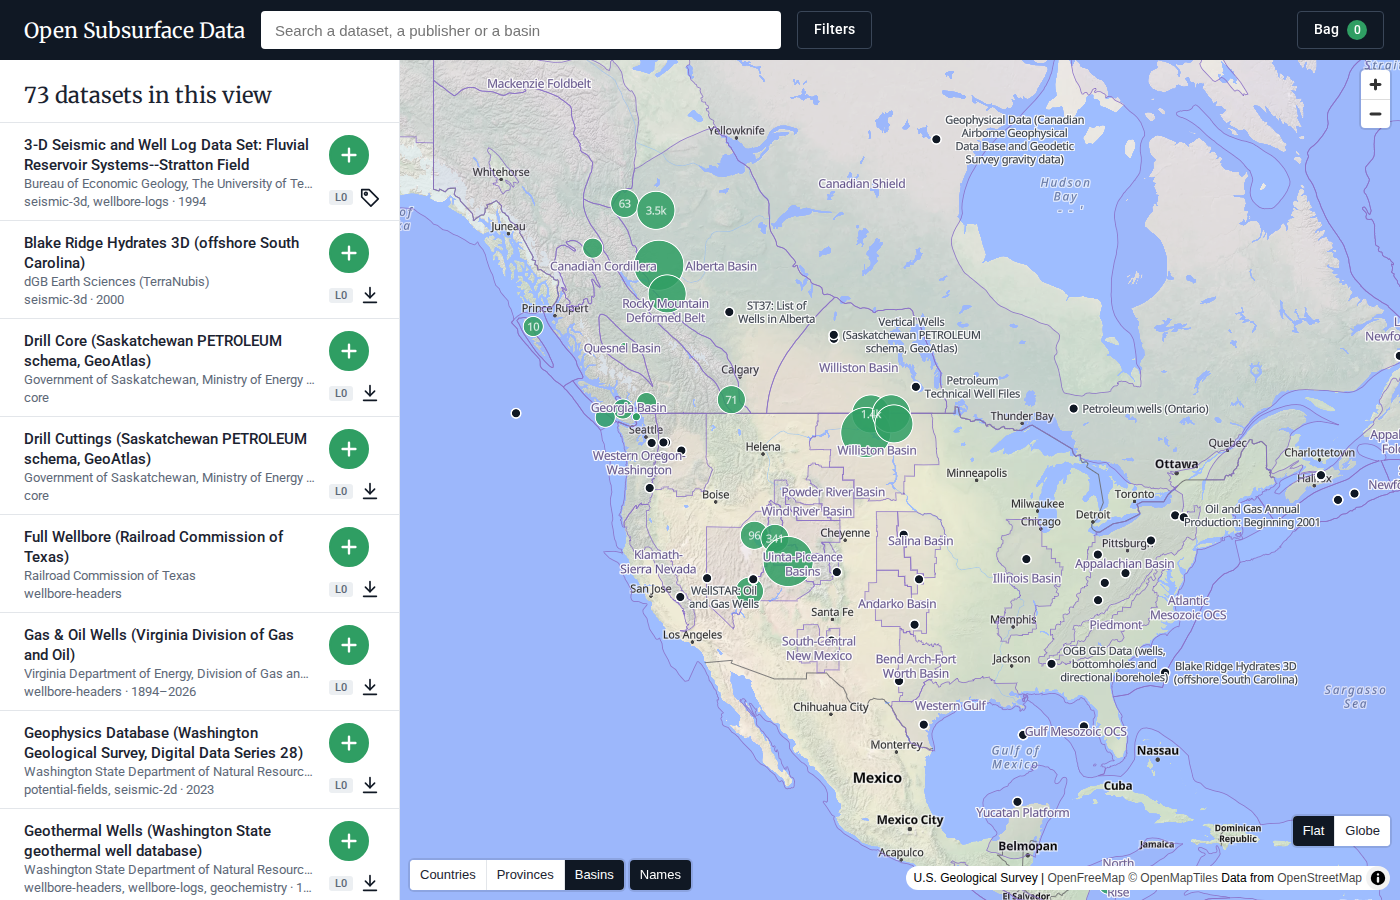 Open Subsurface Data
Search a dataset, a publisher or a basin
Filters
Bag 0
73 datasets in this view
3-D Seismic and Well Log Data Set: Fluvial
Reservoir Systems--Stratton Field
Bureau of Economic Geology, The University of Te...
seismic-3d, wellbore-logs · 1994
L0
Blake Ridge Hydrates 3D (offshore South
Carolina)
dGB Earth Sciences (TerraNubis)
seismic-3d · 2000
L0
Drill Core (Saskatchewan PETROLEUM
schema, GeoAtlas)
Government of Saskatchewan, Ministry of Energy ...
core
L0
Drill Cuttings (Saskatchewan PETROLEUM
schema, GeoAtlas)
Government of Saskatchewan, Ministry of Energy ...
core
L0
Full Wellbore (Railroad Commission of
Texas)
Railroad Commission of Texas
wellbore-headers
L0
Gas & Oil Wells (Virginia Division of Gas
and Oil)
Virginia Department of Energy, Division of Gas an...
wellbore-headers · 1894–2026
L0
Geophysics Database (Washington
Geological Survey, Digital Data Series 28)
Washington State Department of Natural Resourc...
potential-fields, seismic-2d · 2023
L0
Geothermal Wells (Washington State
geothermal well database)
Washington State Department of Natural Resourc...
wellbore-headers, wellbore-logs, geochemistry · 1...
L0
Mackenzie Foldbelt
Yellowknife
Whitehorse
Juneau
Geophysical Data (Canadian
Airborne Geophysical
Data Base and Geodetic
Survey gravity data)
Canadian Shield
Hudson
Bay
63
3.5k
Canadian Cordillera
Alberta Basin
Rocky Mountain
Deformed Belt
ST37: List of
Wells in Alberta
Prince Rupert
10
Quesnel Basin
Vertical Wells
(Saskatchewan PETROLEUM
schema, GeoAtlas)
Williston Basin
Calgary
71
Petroleum
Technical Well Files
Georgia Basin
1.4k
Thunder Bay
Petroleum wells (Ontario)
Seattle
Western Oregon-
Washington
Helena
Williston Basin
Quebec
Charlottetown
Ottawa
Halifax
Minneapolis
Boise
Powder River Basin
Wind River Basin
Milwaukee
Chicago
Detroit
Toronto
Oil and Gas Annual
Production: Beginning 2001
96
341
Cheyenne
Salina Basin
Pittsburgh
Klamath-
Sierra Nevada
Uinta-Piceance
Basins
Illinois Basin
Appalachian Basin
San Jose
WellSTAR: Oil
and Gas Wells
Santa Fe
Andarko Basin
Memphis
Atlantic
Mesozoic OCS
Piedmont
Los Angeles
South-Central
New Mexico
Bend Arch-Fort
Worth Basin
Jackson
OGB GIS Data (wells,
bottomholes and
directional boreholes)
Blake Ridge Hydrates 3D
(offshore South Carolina)
Sargasso
Sea
Chihuahua City
Western Gulf
Gulf Mesozoic OCS
Monterrey
Gulf of
Mexico
Nassau
Mexico
Cuba
Yucatan Platform
Mexico City
Acapulco
Belmopan
Jamaica
Dominican
Republic
North
Rise
El Salvador
Flat
Globe
Countries
Provinces
Basins
Names
U.S. Geological Survey | OpenFreeMap © OpenMapTiles Data from OpenStreetMap